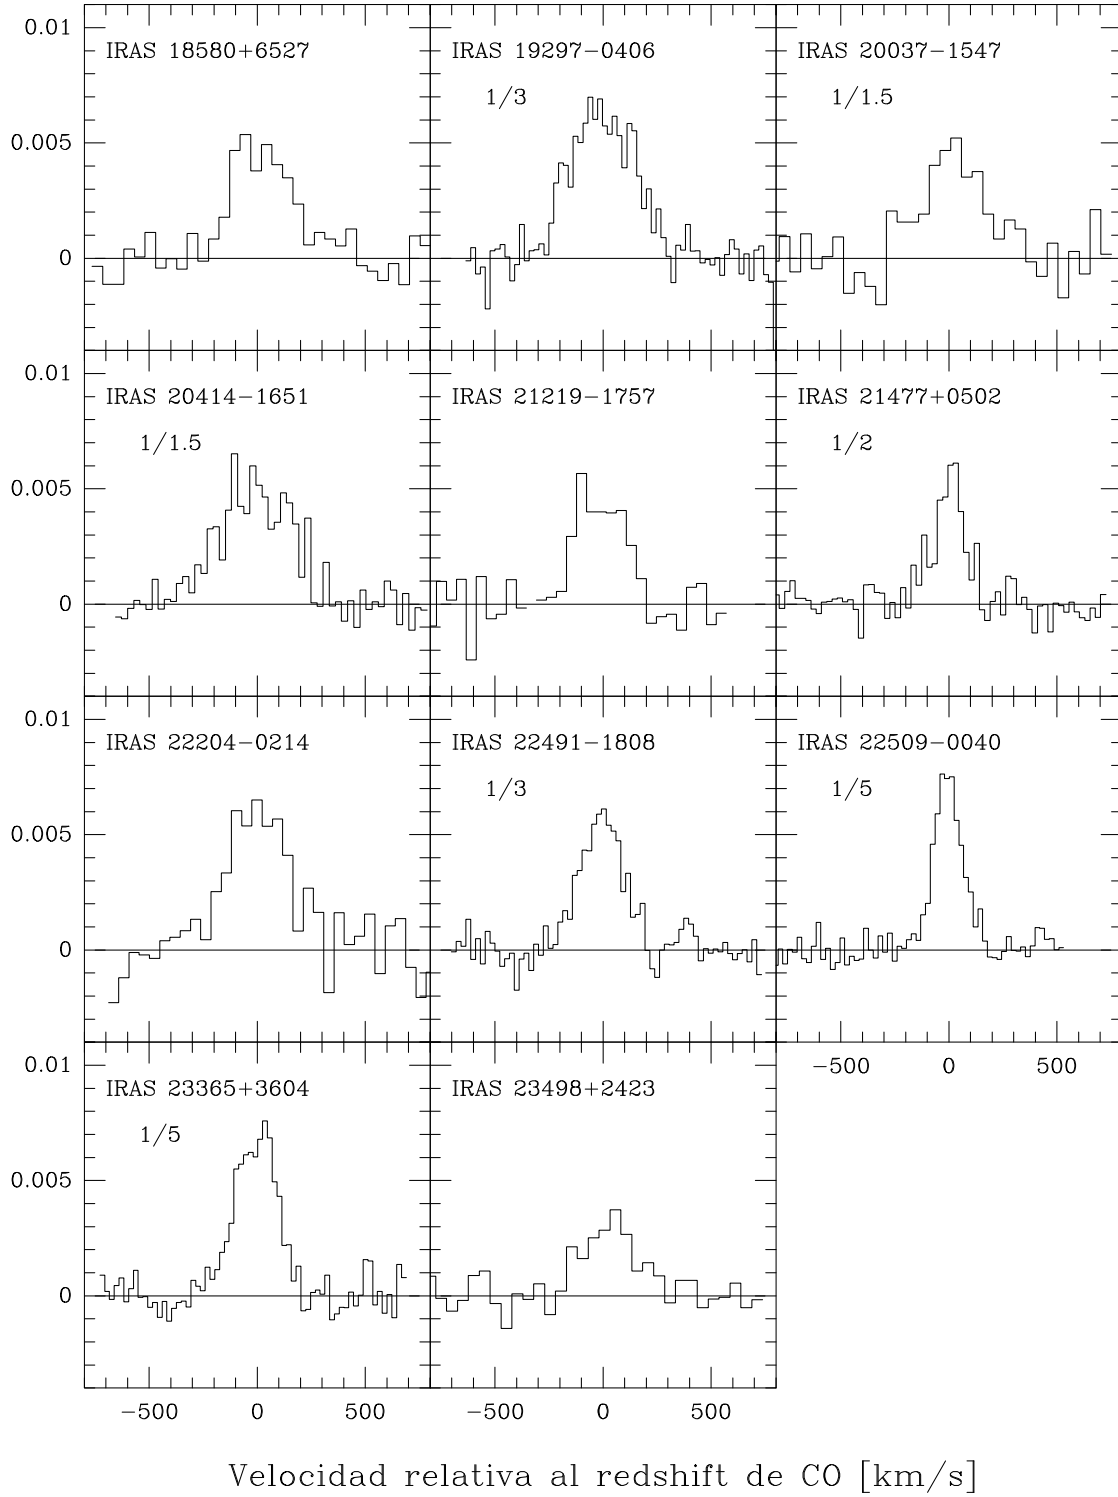 0.01
IRAS 18580+6527
IRAS 19297−0406
IRAS 20037−1547
1/3
1/1.5
0.005
0
0.01
IRAS 20414−1651
IRAS 21219−1757
IRAS 21477+0502
1/1.5
1/2
0.005
0
0.01
IRAS 22204−0214
IRAS 22491−1808
IRAS 22509−0040
1/3
1/5
0.005
0
−500 0 500
0.01
IRAS 23365+3604
IRAS 23498+2423
1/5
0.005
0
−500 0 500
−500 0 500
Velocidad relativa al redshift de CO [km/s]